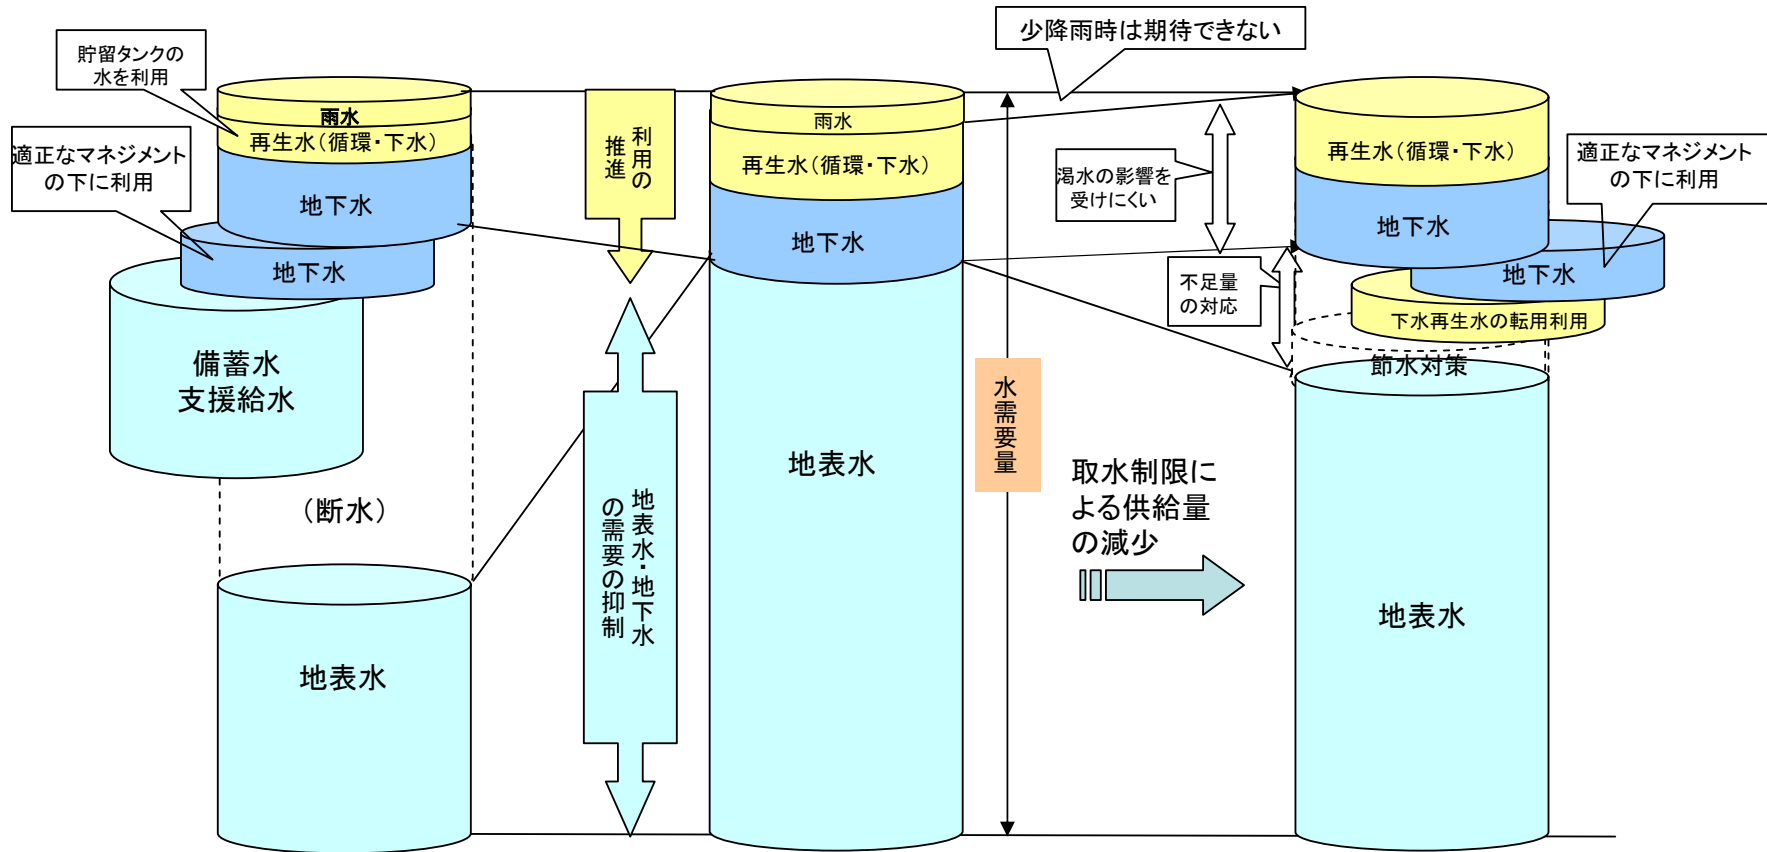 貯留タンクの
水を利用
適正なマネジメント
の下に利用
雨水
再生水(循環・下水)
地下水
地下水
備蓄水
支援給水
(断水)
地表水
利用の
推進
地表水・地下水
の需要の抑制
雨水
再生水(循環・下水)
地下水
地表水
水需要量
少降雨時は期待できない
渇水の影響を
受けにくい
不足量
の対応
取水制限に
よる供給量
の減少
再生水(循環・下水)
地下水
適正なマネジメント
の下に利用
地下水
下水再生水の転用利用
節水対策
地表水